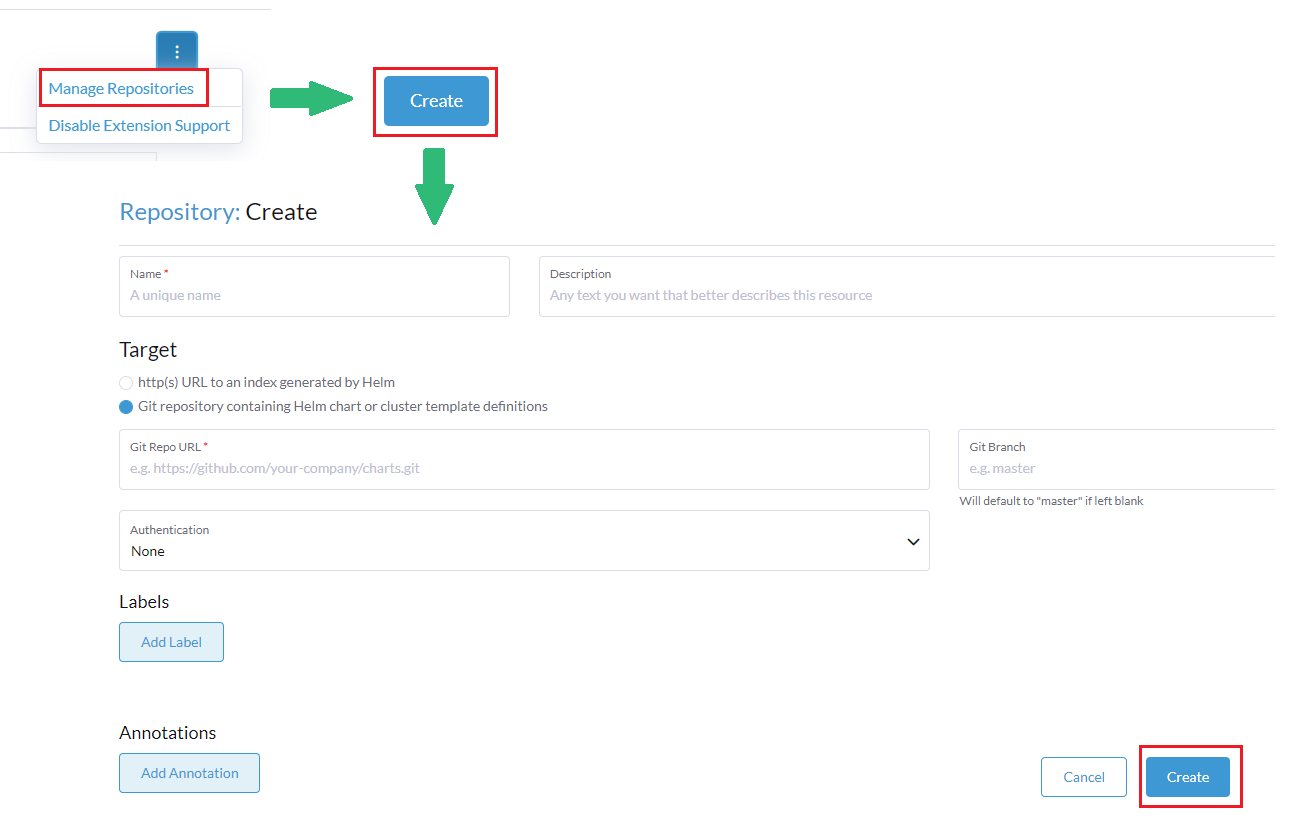 Manage Repositories
Disable Extension Support
Create
Repository: Create
Name *
A unique name
Description
Any text you want that better describes this resource
Target
http(s) URL to an index generated by Helm
Git repository containing Helm chart or cluster template definitions
Git Repo URL *
e.g. https://github.com/your-company/charts.git
Git Branch
e.g. master
Will default to "master" if left blank
Authentication
None
Labels
Add Label
Annotations
Add Annotation
Cancel
Create